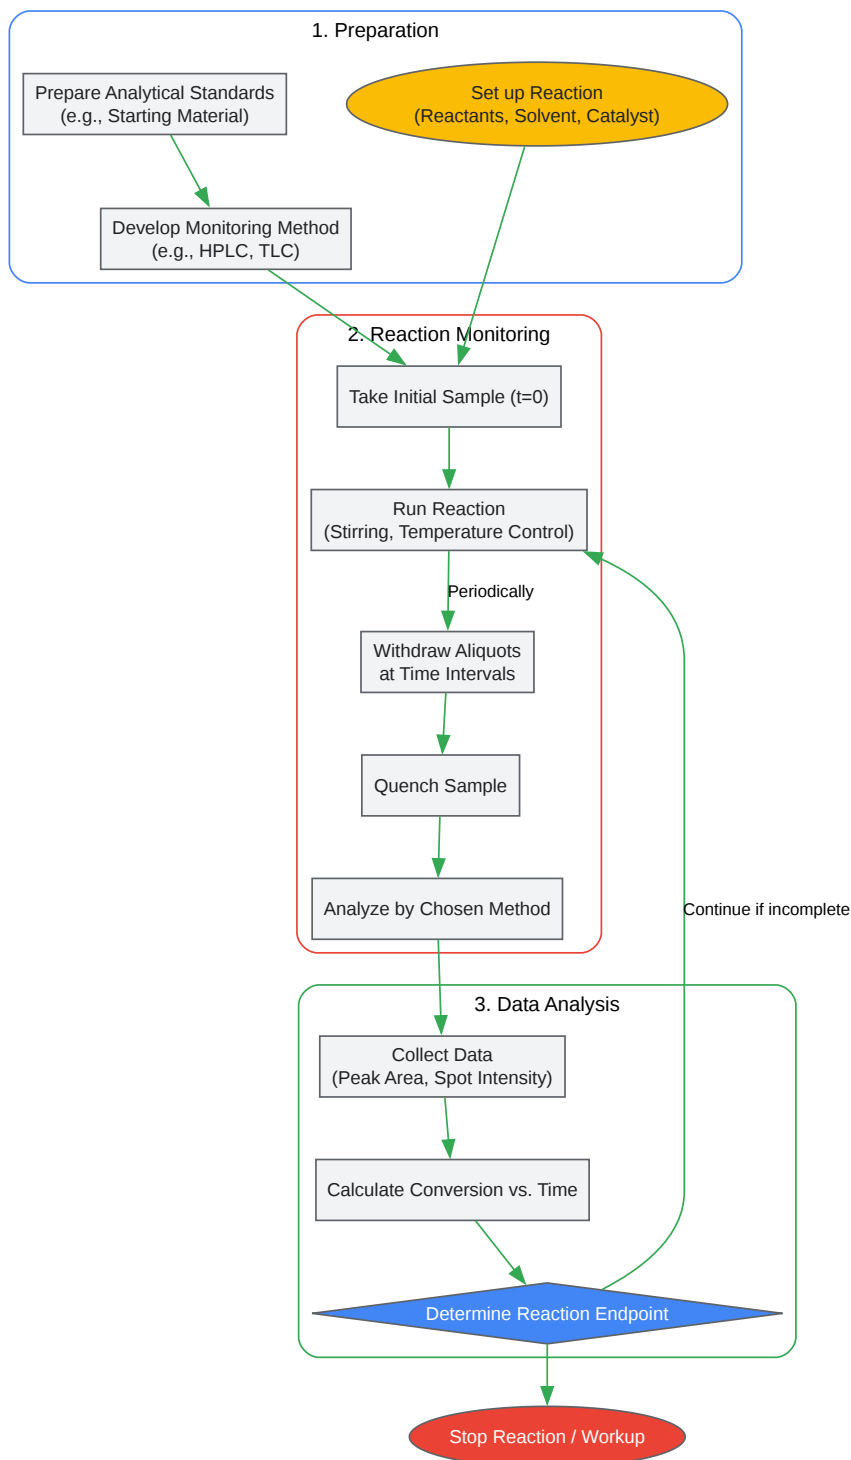 1. Preparation
Prepare Analytical Standards
(e.g., Starting Material)
Set up Reaction
(Reactants, Solvent, Catalyst)
Develop Monitoring Method
(e.g., HPLC, TLC)
2. Reaction Monitoring
Take Initial Sample (t=0)
Run Reaction
(Stirring, Temperature Control)
Periodically
Withdraw Aliquots
at Time Intervals
Quench Sample
Analyze by Chosen Method
Continue if incomplete
3. Data Analysis
Collect Data
(Peak Area, Spot Intensity)
Calculate Conversion vs. Time
Determine Reaction Endpoint
Stop Reaction / Workup